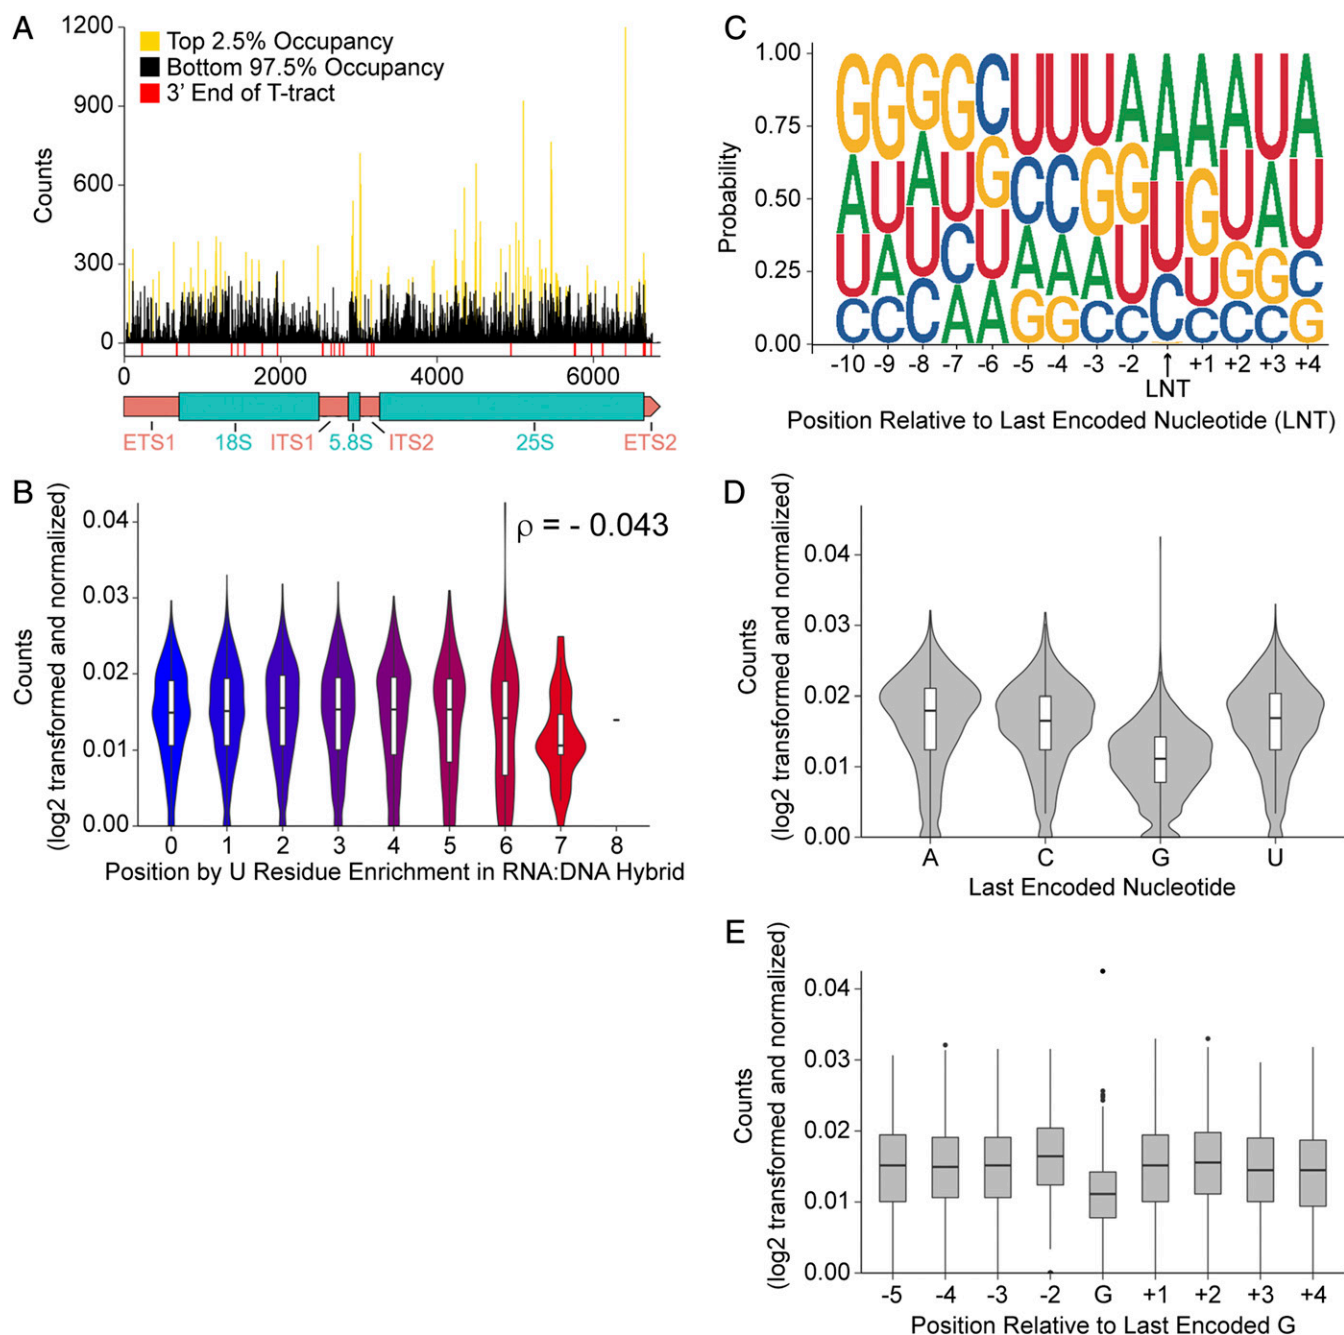 A
1200
900
600
300
0
Counts
Top 2.5% Occupancy
Bottom 97.5% Occupancy
3' End of T-tract
0 2000 4000 6000
ETS1 18S ITS1 5.8S ITS2 25S ETS2
B
Counts
(log2 transformed and normalized)
0.04
0.03
0.02
0.01
0.00
ρ = - 0.043
0 1 2 3 4 5 6 7 8
Position by U Residue Enrichment in RNA:DNA Hybrid
C
Probability
1.00
0.75
0.50
0.25
0.00
G G G G C U U U A A A A U A
A U A U G C C G G U G U A U
U A U C U A A A U C U G G C
C C C A A G G C C C C C G
-10 -9 -8 -7 -6 -5 -4 -3 -2 +1 +2 +3 +4
LNT
Position Relative to Last Encoded Nucleotide (LNT)
D
Counts
(log2 transformed and normalized)
0.04
0.03
0.02
0.01
0.00
A C G U
Last Encoded Nucleotide
E
Counts
(log2 transformed and normalized)
0.04
0.03
0.02
0.01
0.00
-5 -4 -3 -2 G +1 +2 +3 +4
Position Relative to Last Encoded G